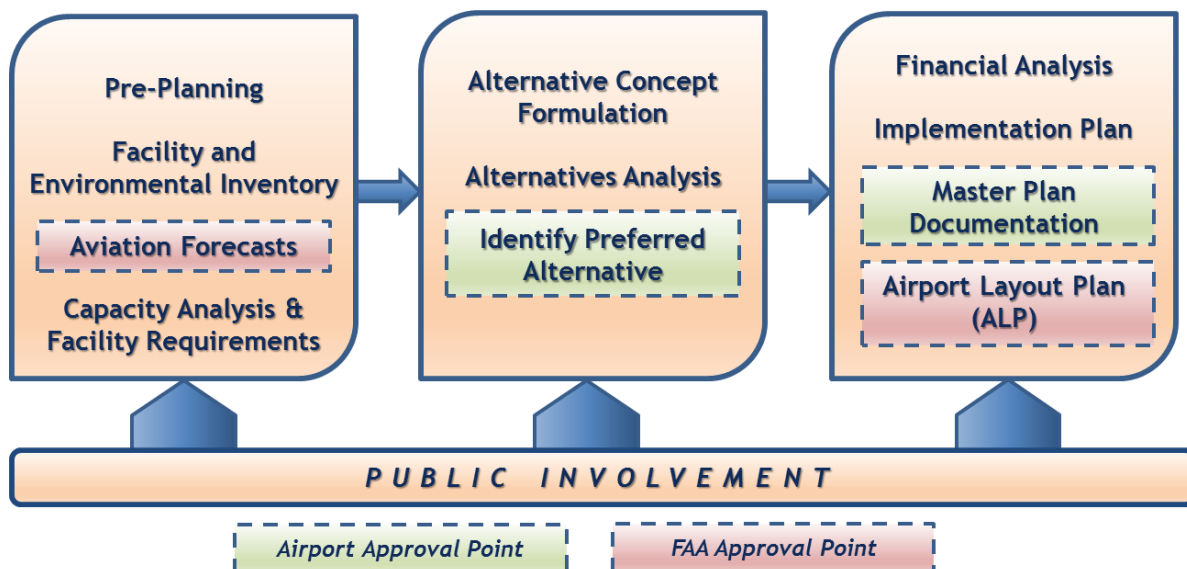 Pre-Planning
Facility and
Environmental Inventory
Aviation Forecasts
Capacity Analysis &
Facility Requirements
Alternative Concept
Formulation
Alternatives Analysis
Identify Preferred
Alternative
Financial Analysis
Implementation Plan
Master Plan
Documentation
Airport Layout Plan
(ALP)
PUBLIC INVOLVEMENT
Airport Approval Point
FAA Approval Point